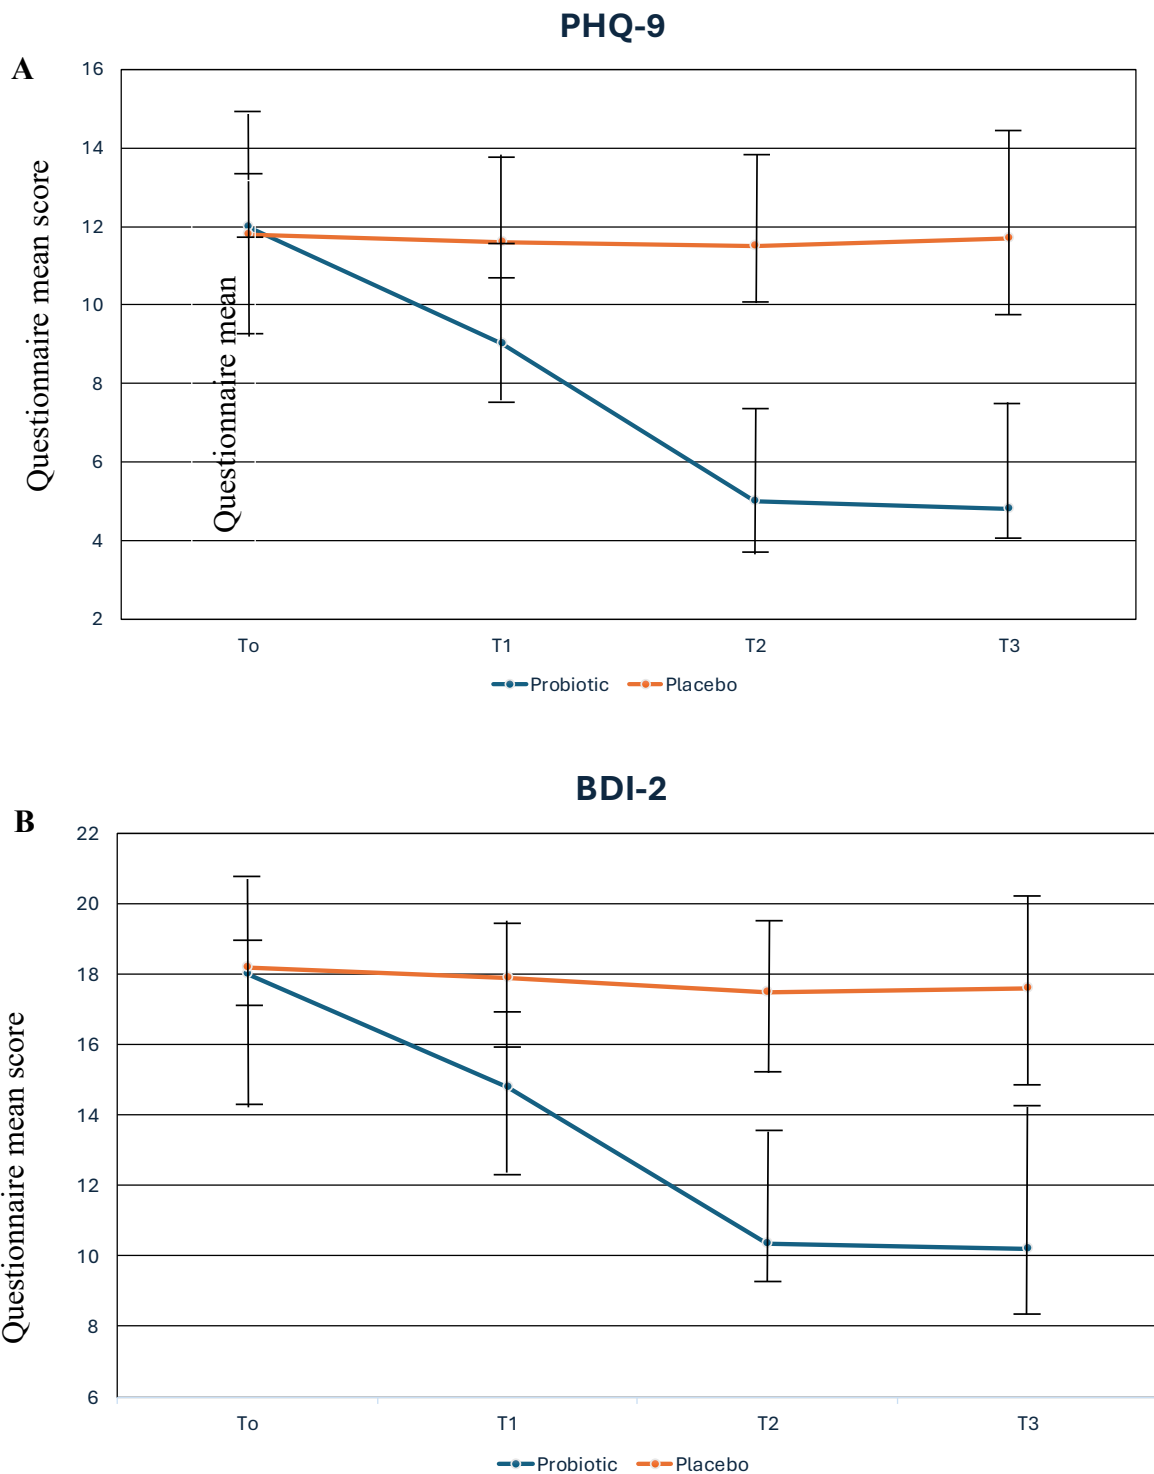 PHQ-9
A
Questionnaire mean score
Questionnaire mean
16
14
12
10
8
6
4
2
To T1 T2 T3
Probiotic Placebo
BDI-2
B
Questionnaire mean score
22
20
18
16
14
12
10
8
6
To T1 T2 T3
Probiotic Placebo